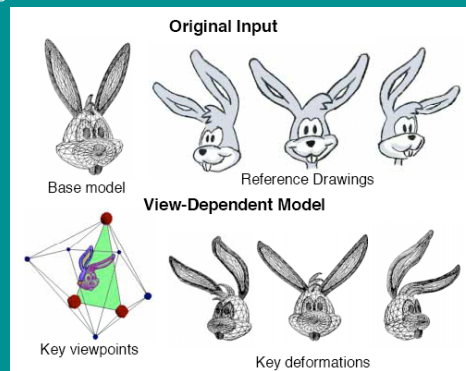 Original Input
Base model
Reference Drawings
View-Dependent Model
Key viewpoints
Key deformations